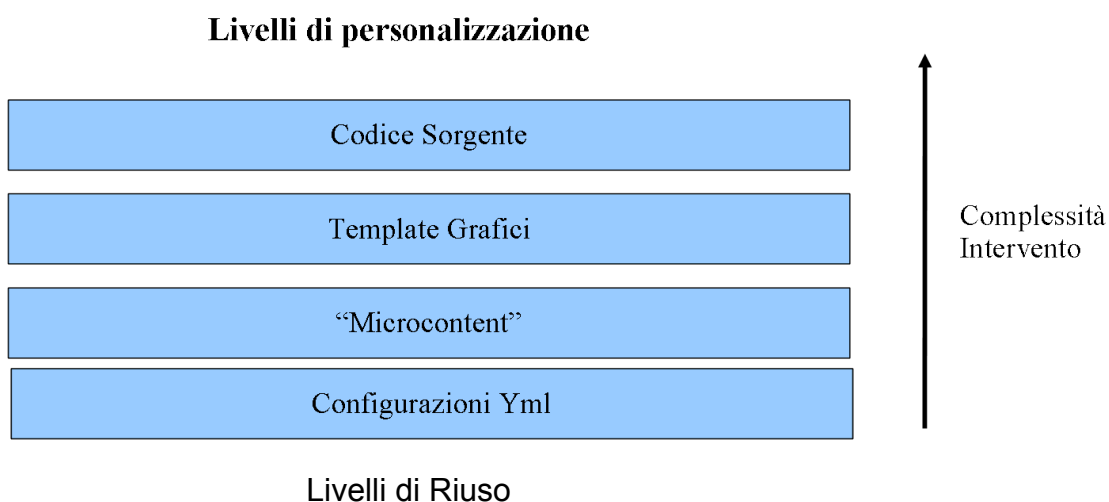 Livelli di personalizzazione
Codice Sorgente
Template Grafici
“Microcontent”
Configurazioni Yml
Complessità
Intervento
Livelli di Riuso